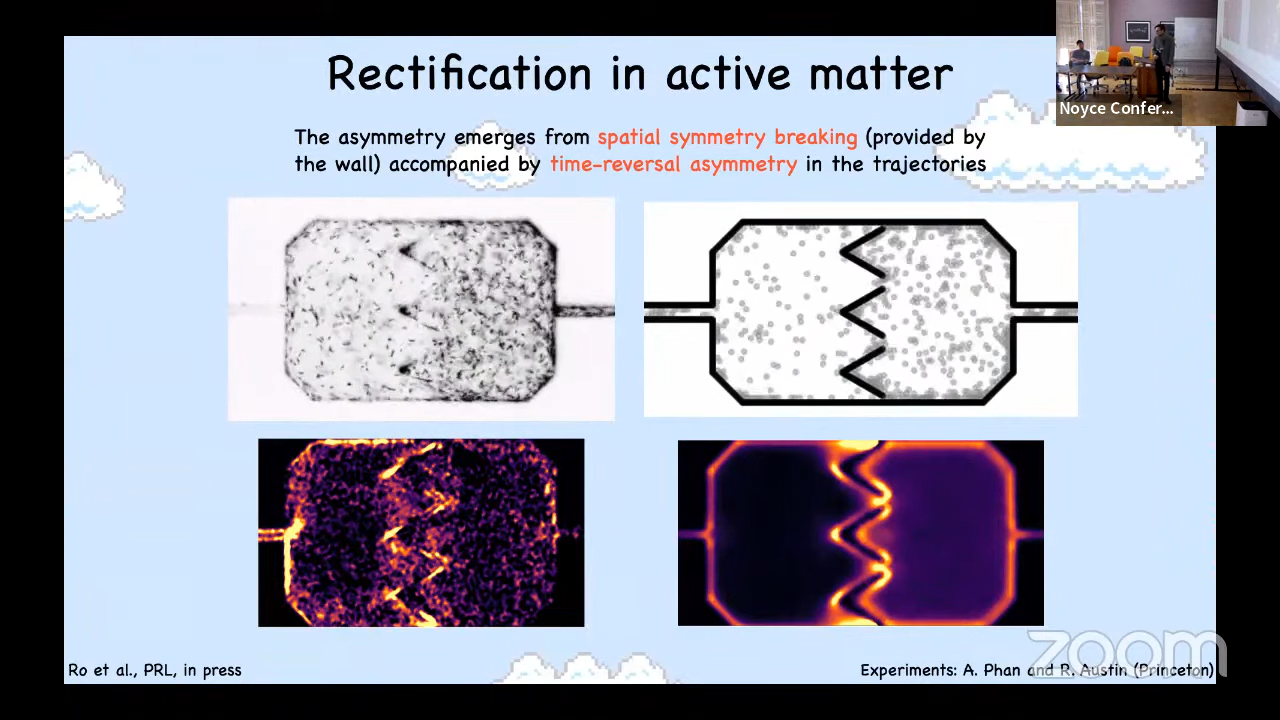 Rectification in active matter
Noyce Confer...
The asymmetry emerges from spatial symmetry breaking (provided by
the wall) accompanied by time-reversal asymmetry in the trajectories
Ro et al., PRL, in press
Experiments: A. Phan and R. Austin (Princeton)
zoom